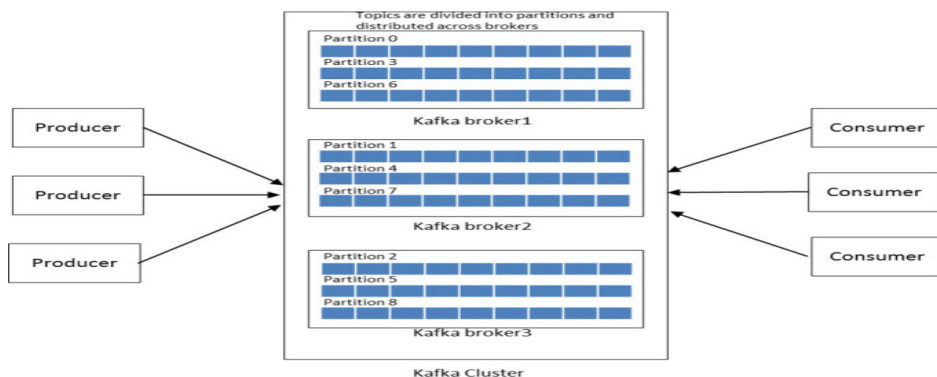 Topics are divided into partitions and
distributed across brokers
Partition 0
Partition 3
Partition 6
Kafka broker1
Producer
Producer
Producer
Partition 1
Partition 4
Partition 7
Kafka broker2
Consumer
Consumer
Consumer
Partition 2
Partition 5
Partition 8
Kafka broker3
Kafka Cluster